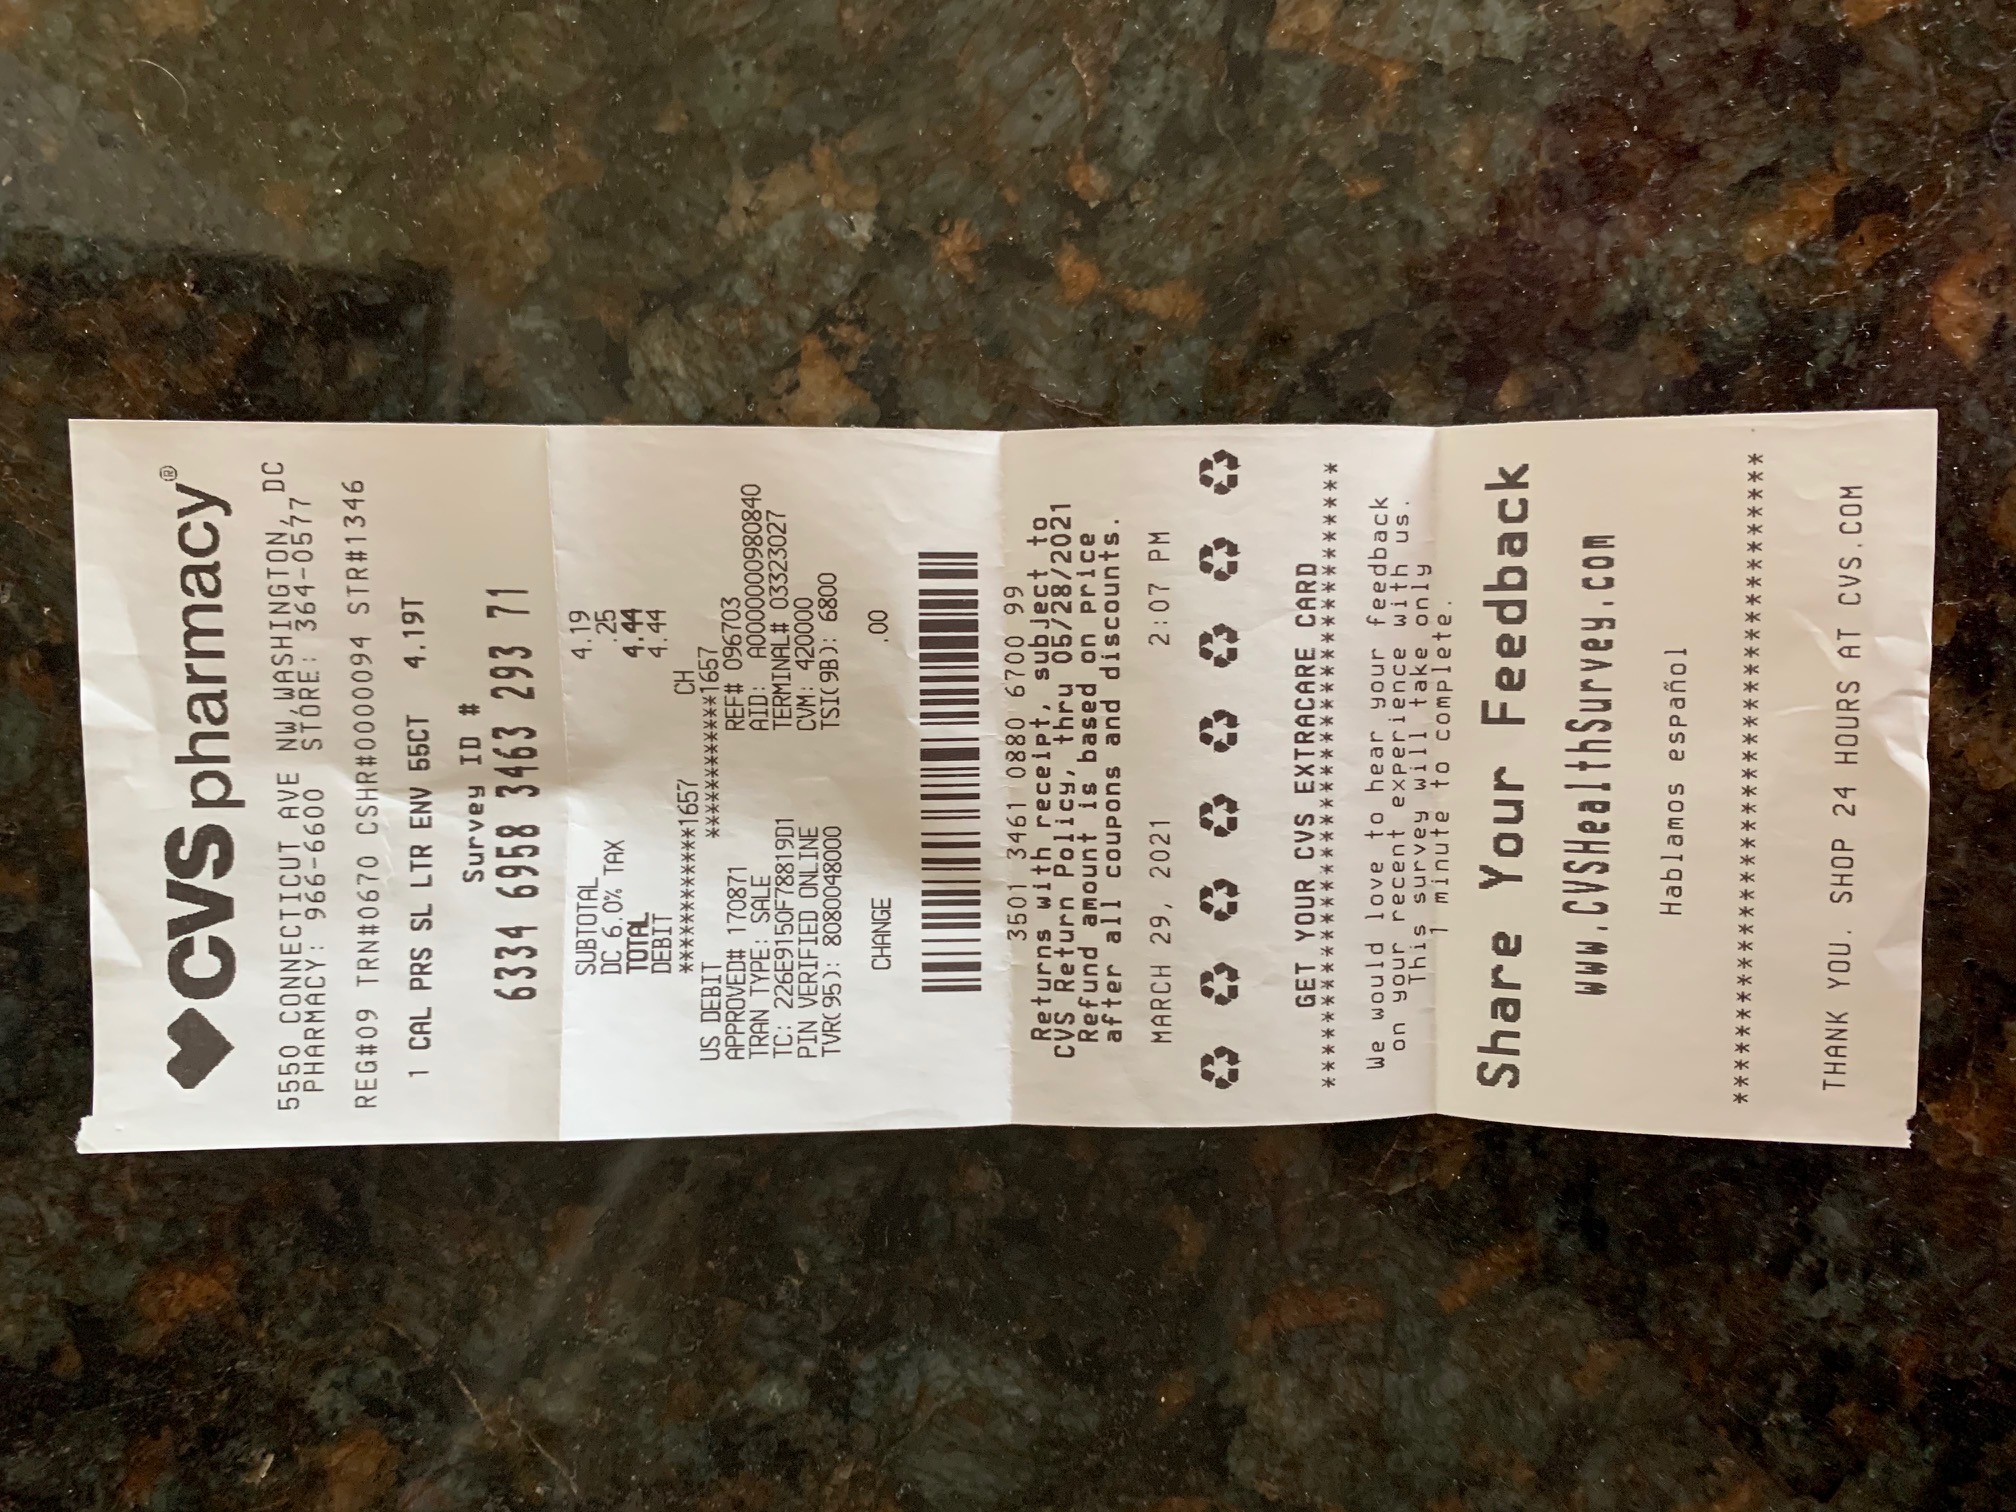 CVS pharmacy®
5550 CONNECTICUT AVE NW,WASHINGTON, DC
PHARMACY: 966-6600 STORE: 364-0577
REG#09 TRN#0670 CSHR#0000094 STR#1346
1 CAL PRS SL LTR ENV 55CT 4.19T
Survey ID #
6334 6958 3463 293 71
SUBTOTAL 4.19
DC 6.0% TAX .25
TOTAL 4.44
DEBIT 4.44
************1657 CH
US DEBIT ************1657
APPROVED# 170871 REF# 096703
TRAN TYPE: SALE AID: A0000000980840
TC: 226E9150F78819D1 TERMINAL# 03323027
PIN VERIFIED ONLINE CVM: 420000
TVR(95): 8080048000 TSI(9B): 6800
CHANGE .00
3501 3461 0880 6700 99
Returns with receipt, subject to
CVS Return Policy, thru 05/28/2021
Refund amount is based on price
after all coupons and discounts.
MARCH 29, 2021 2:07 PM
GET YOUR CVS EXTRACARE CARD
**************************************
We would love to hear your feedback
on your recent experience with us.
This survey will take only
1 minute to complete.
Share Your Feedback
www.CVSHealthSurvey.com
Hablamos español
**************************************
THANK YOU. SHOP 24 HOURS AT CVS.COM